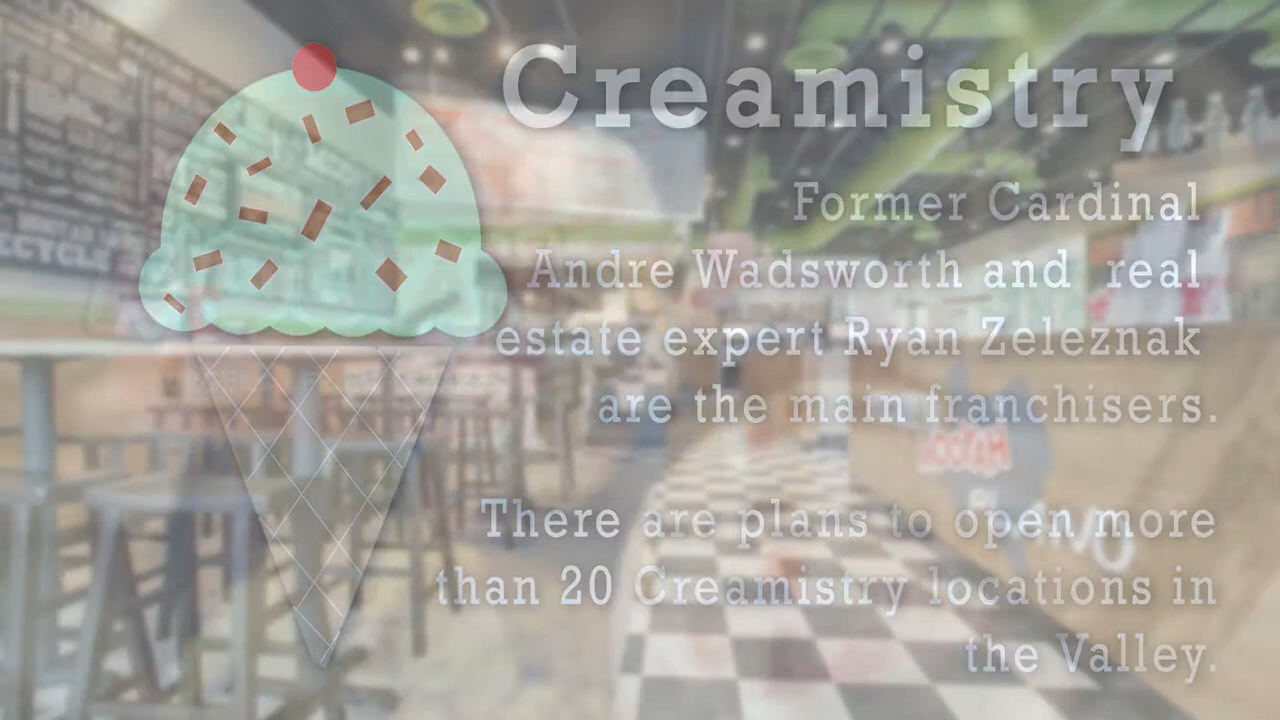 Creamistry
Former Cardinal
Andre Wadsworth and real
estate expert Ryan Zeleznak
are the main franchisers.
There are plans to open more
than 20 Creamistry locations in
the Valley.